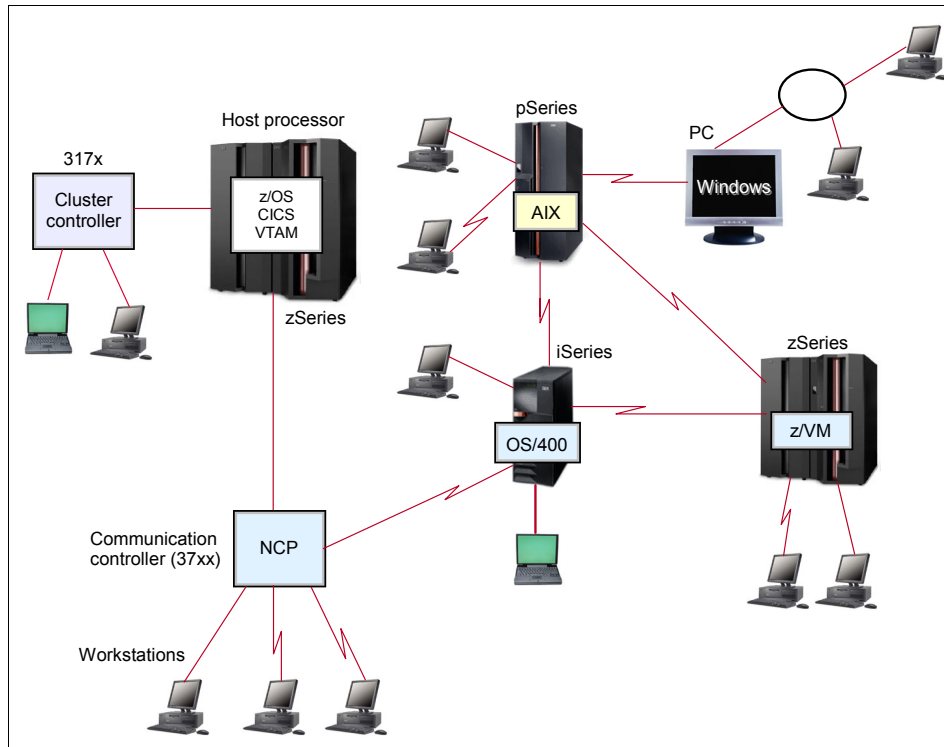 pSeries
Host processor
PC
317x
Cluster
controller
z/OS
CICS
VTAM
AIX
Windows
zSeries
iSeries
zSeries
OS/400
z/VM
Communication
controller (37xx)
NCP
Workstations